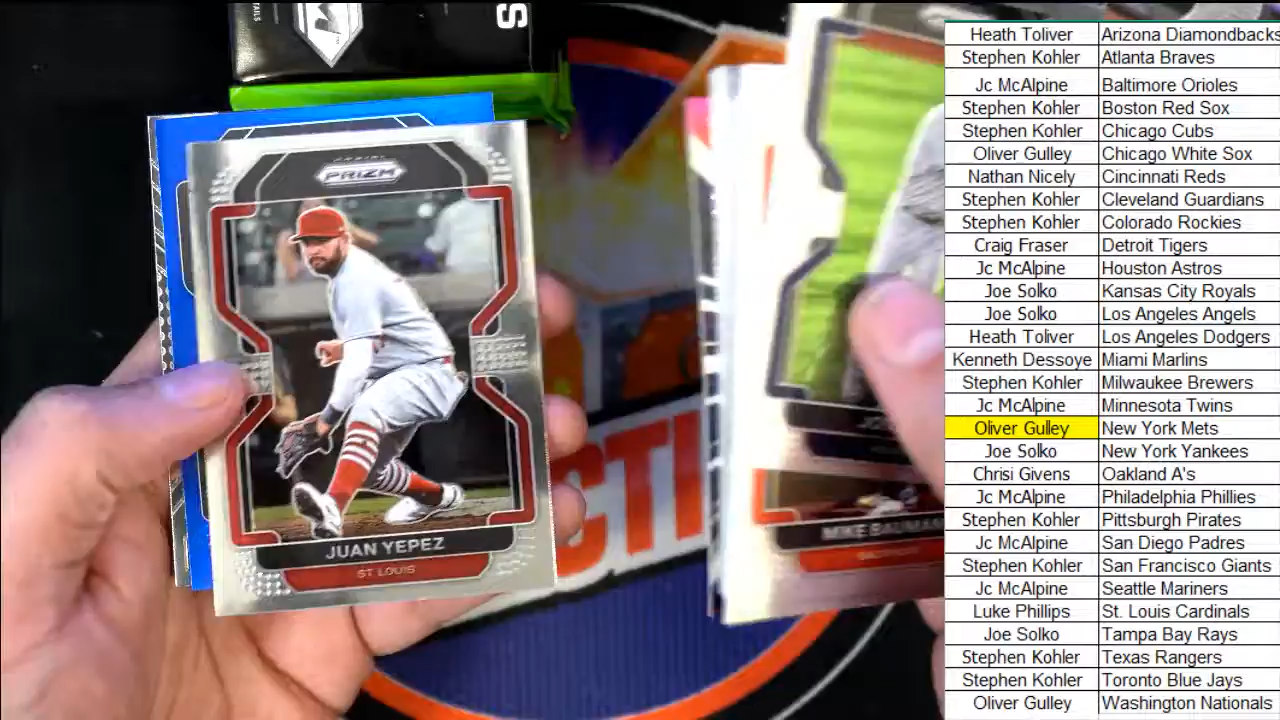 S
PANINI
PRIZM
JUAN YEPEZ
ST LOUIS
CTI
MIKE
Heath Toliver Arizona Diamondbacks
Stephen Kohler Atlanta Braves
Jc McAlpine Baltimore Orioles
Stephen Kohler Boston Red Sox
Stephen Kohler Chicago Cubs
Oliver Gulley Chicago White Sox
Nathan Nicely Cincinnati Reds
Stephen Kohler Cleveland Guardians
Stephen Kohler Colorado Rockies
Craig Fraser Detroit Tigers
Jc McAlpine Houston Astros
Joe Solko Kansas City Royals
Joe Solko Los Angeles Angels
Heath Toliver Los Angeles Dodgers
Kenneth Dessoye Miami Marlins
Stephen Kohler Milwaukee Brewers
Jc McAlpine Minnesota Twins
Oliver Gulley New York Mets
Joe Solko New York Yankees
Chrisi Givens Oakland A's
Jc McAlpine Philadelphia Phillies
Stephen Kohler Pittsburgh Pirates
Jc McAlpine San Diego Padres
Stephen Kohler San Francisco Giants
Jc McAlpine Seattle Mariners
Luke Phillips St. Louis Cardinals
Joe Solko Tampa Bay Rays
Stephen Kohler Texas Rangers
Stephen Kohler Toronto Blue Jays
Oliver Gulley Washington Nationals